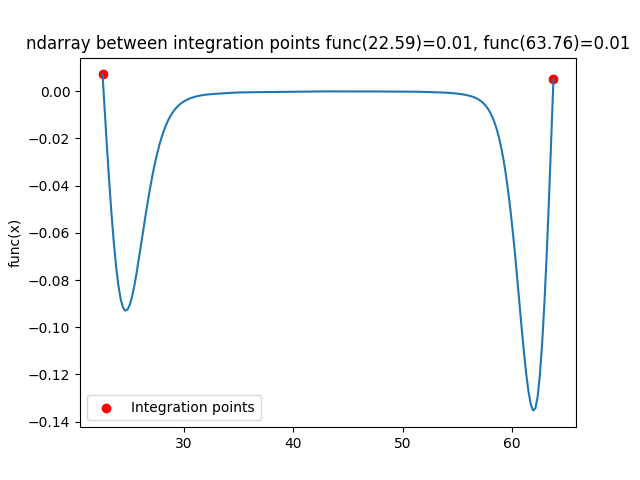 ndarray between integration points func(22.59)=0.01, func(63.76)=0.01
0.00
−0.02
−0.04
−0.06
−0.08
−0.10
−0.12
−0.14
func(x)
Integration points
30 40 50 60